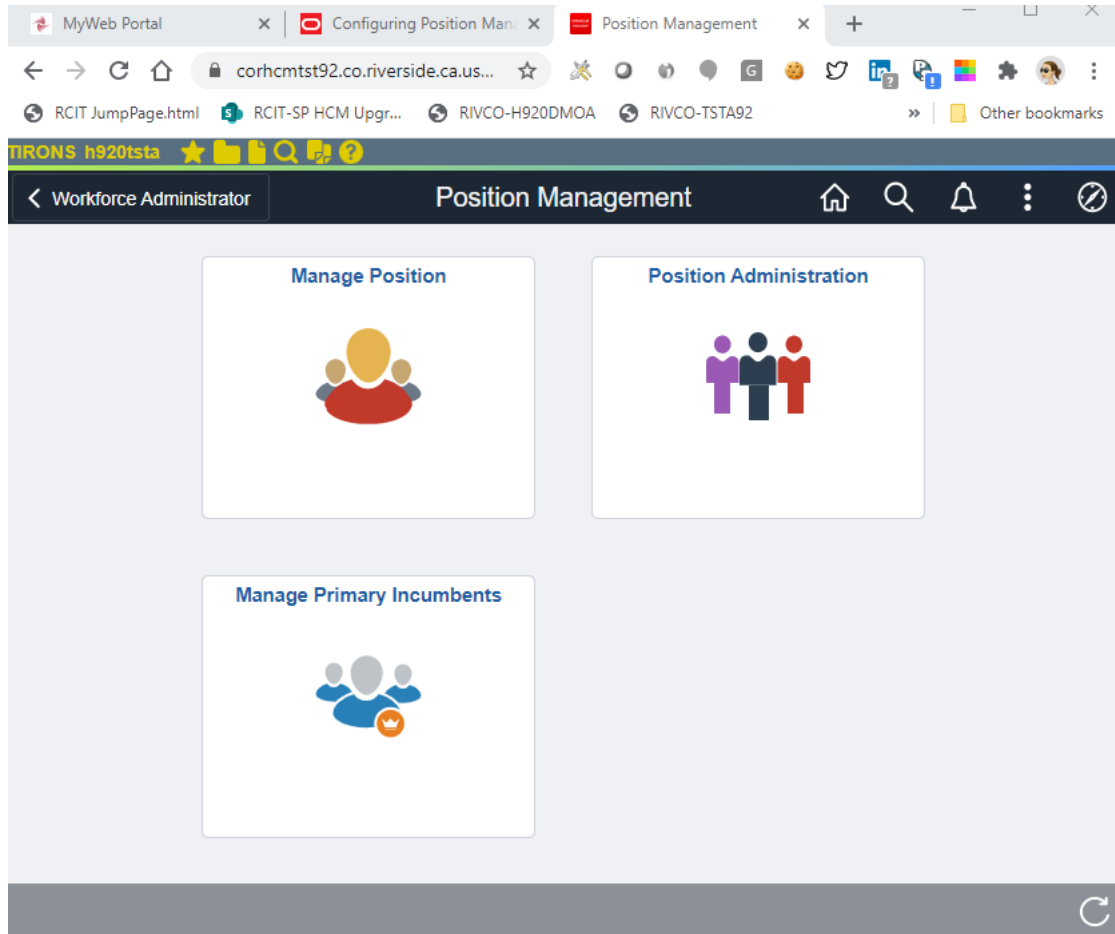 MyWeb Portal
Configuring Position Man
Position Management
corhcmtst92.co.riverside.ca.us...
RCIT JumpPage.html
RCIT-SP HCM Upgr...
RIVCO-H920DMOA
RIVCO-TSTA92
Other bookmarks
TIRONS h920tsta
Workforce Administrator
Position Management
Manage Position
Position Administration
Manage Primary Incumbents